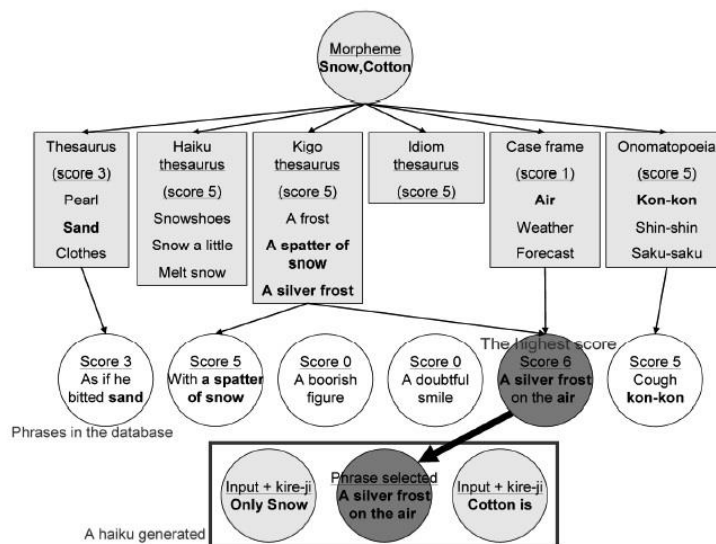 Morpheme
Snow,Cotton
Thesaurus
(score 3)
Pearl
Sand
Clothes
Haiku
thesaurus
(score 5)
Snowshoes
Snow a little
Melt snow
Kigo
thesaurus
(score 5)
A frost
A spatter of
snow
A silver frost
Idiom
thesaurus
(score 5)
Case frame
(score 1)
Air
Weather
Forecast
Onomatopoeia
(score 5)
Kon-kon
Shin-shin
Saku-saku
The highest score
Score 3
As if he
bitted sand
Score 5
With a spatter
of snow
Score 0
A boorish
figure
Score 0
A doubtful
smile
Score 6
A silver frost
on the air
Score 5
Cough
kon-kon
Phrases in the database
Input + kire-ji
Only Snow
Phrase selected
A silver frost
on the air
Input + kire-ji
Cotton is
A haiku generated